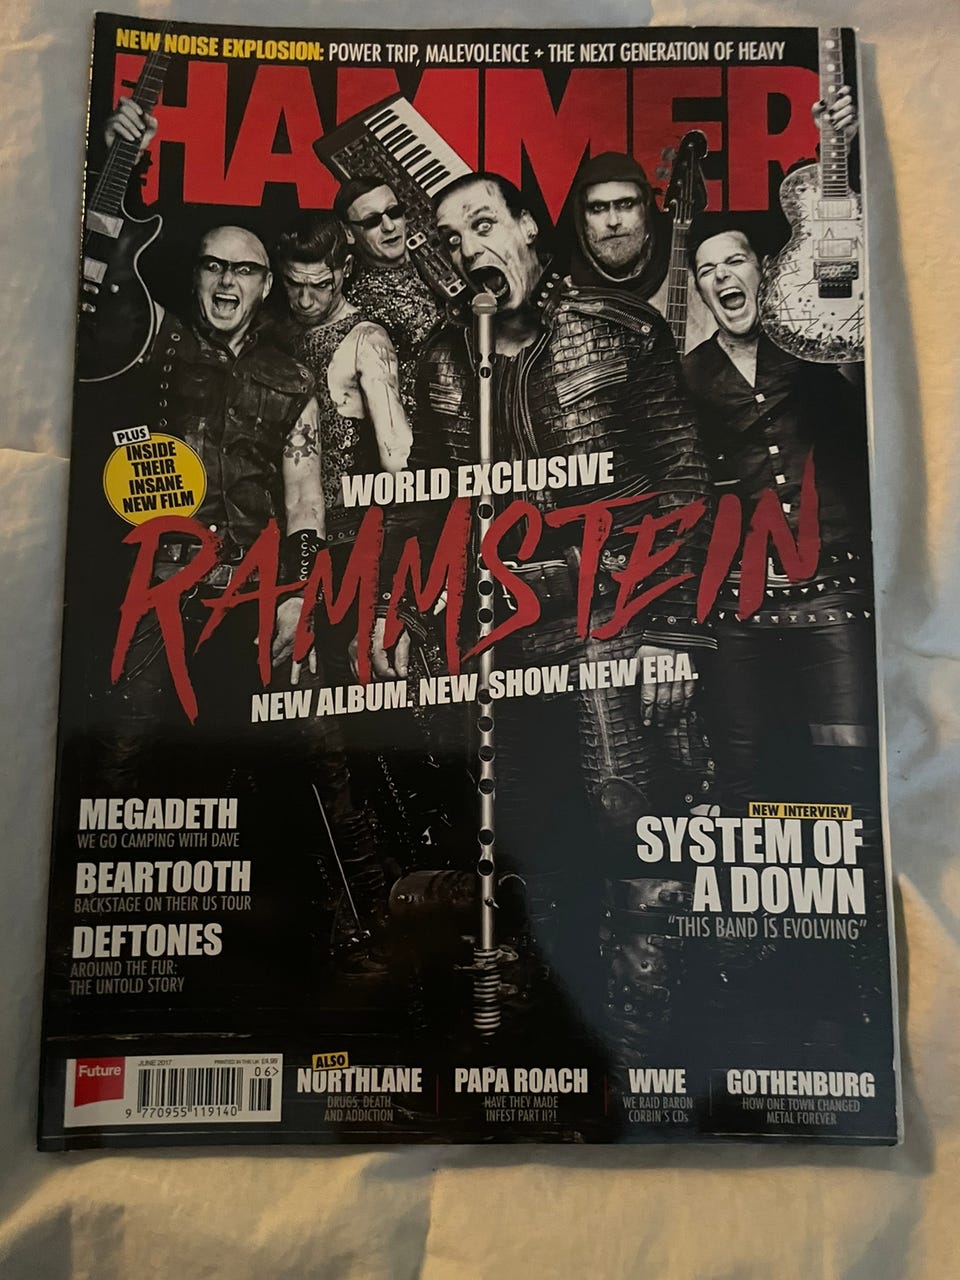 NEW NOISE EXPLOSION: POWER TRIP, MALEVOLENCE + THE NEXT GENERATION OF HEAVY
HAMMER
PLUS
INSIDE
THEIR
INSANE
NEW FILM
WORLD EXCLUSIVE
RAMMSTEIN
NEW ALBUM. NEW SHOW. NEW ERA.
MEGADETH
WE GO CAMPING WITH DAVE
BEARTOOTH
BACKSTAGE ON THEIR US TOUR
DEFTONES
AROUND THE FUR:
THE UNTOLD STORY
NEW INTERVIEW
SYSTEM OF
A DOWN
"THIS BAND IS EVOLVING"
Future
JUNE 2017
PRINTED IN THE UK £4.99
06>
9 770955 119140
ALSO
NORTHLANE
DRUGS, DEATH
AND ADDICTION
PAPA ROACH
HAVE THEY MADE
INFEST PART II?!
WWE
WE RAID BARON
CORBIN'S CDs
GOTHENBURG
HOW ONE TOWN CHANGED
METAL FOREVER